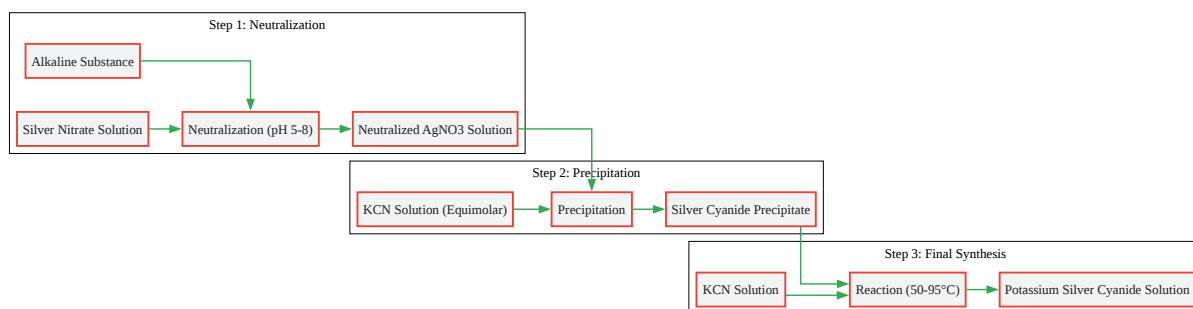 Step 1: Neutralization
Alkaline Substance
Silver Nitrate Solution
Neutralization (pH 5-8)
Neutralized AgNO3 Solution
Step 2: Precipitation
KCN Solution (Equimolar)
Precipitation
Silver Cyanide Precipitate
Step 3: Final Synthesis
KCN Solution
Reaction (50-95°C)
Potassium Silver Cyanide Solution